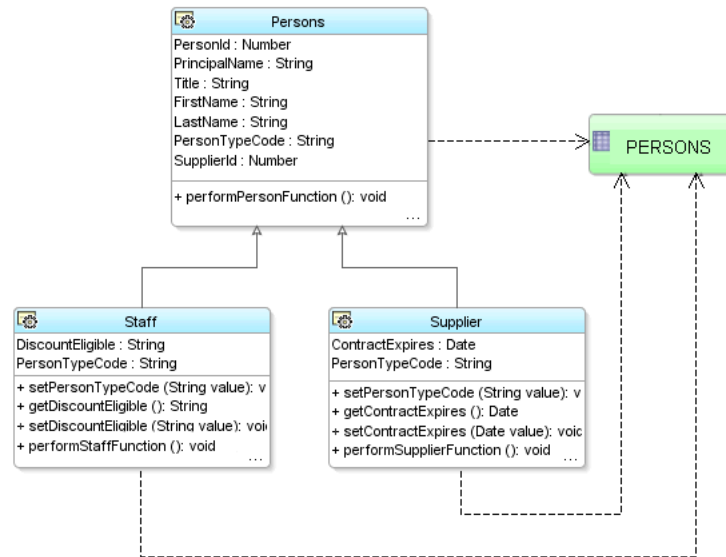 Persons
PersonId : Number
PrincipalName : String
Title : String
FirstName : String
LastName : String
PersonTypeCode : String
SupplierId : Number
+ performPersonFunction (): void
...
PERSONS
Staff
DiscountEligible : String
PersonTypeCode : String
+ setPersonTypeCode (String value): v
+ getDiscountEligible (): String
+ setDiscountEligible (String value): voi
+ performStaffFunction (): void
...
Supplier
ContractExpires : Date
PersonTypeCode : String
+ setPersonTypeCode (String value): v
+ getContractExpires (): Date
+ setContractExpires (Date value): voic
+ performSupplierFunction (): void
...